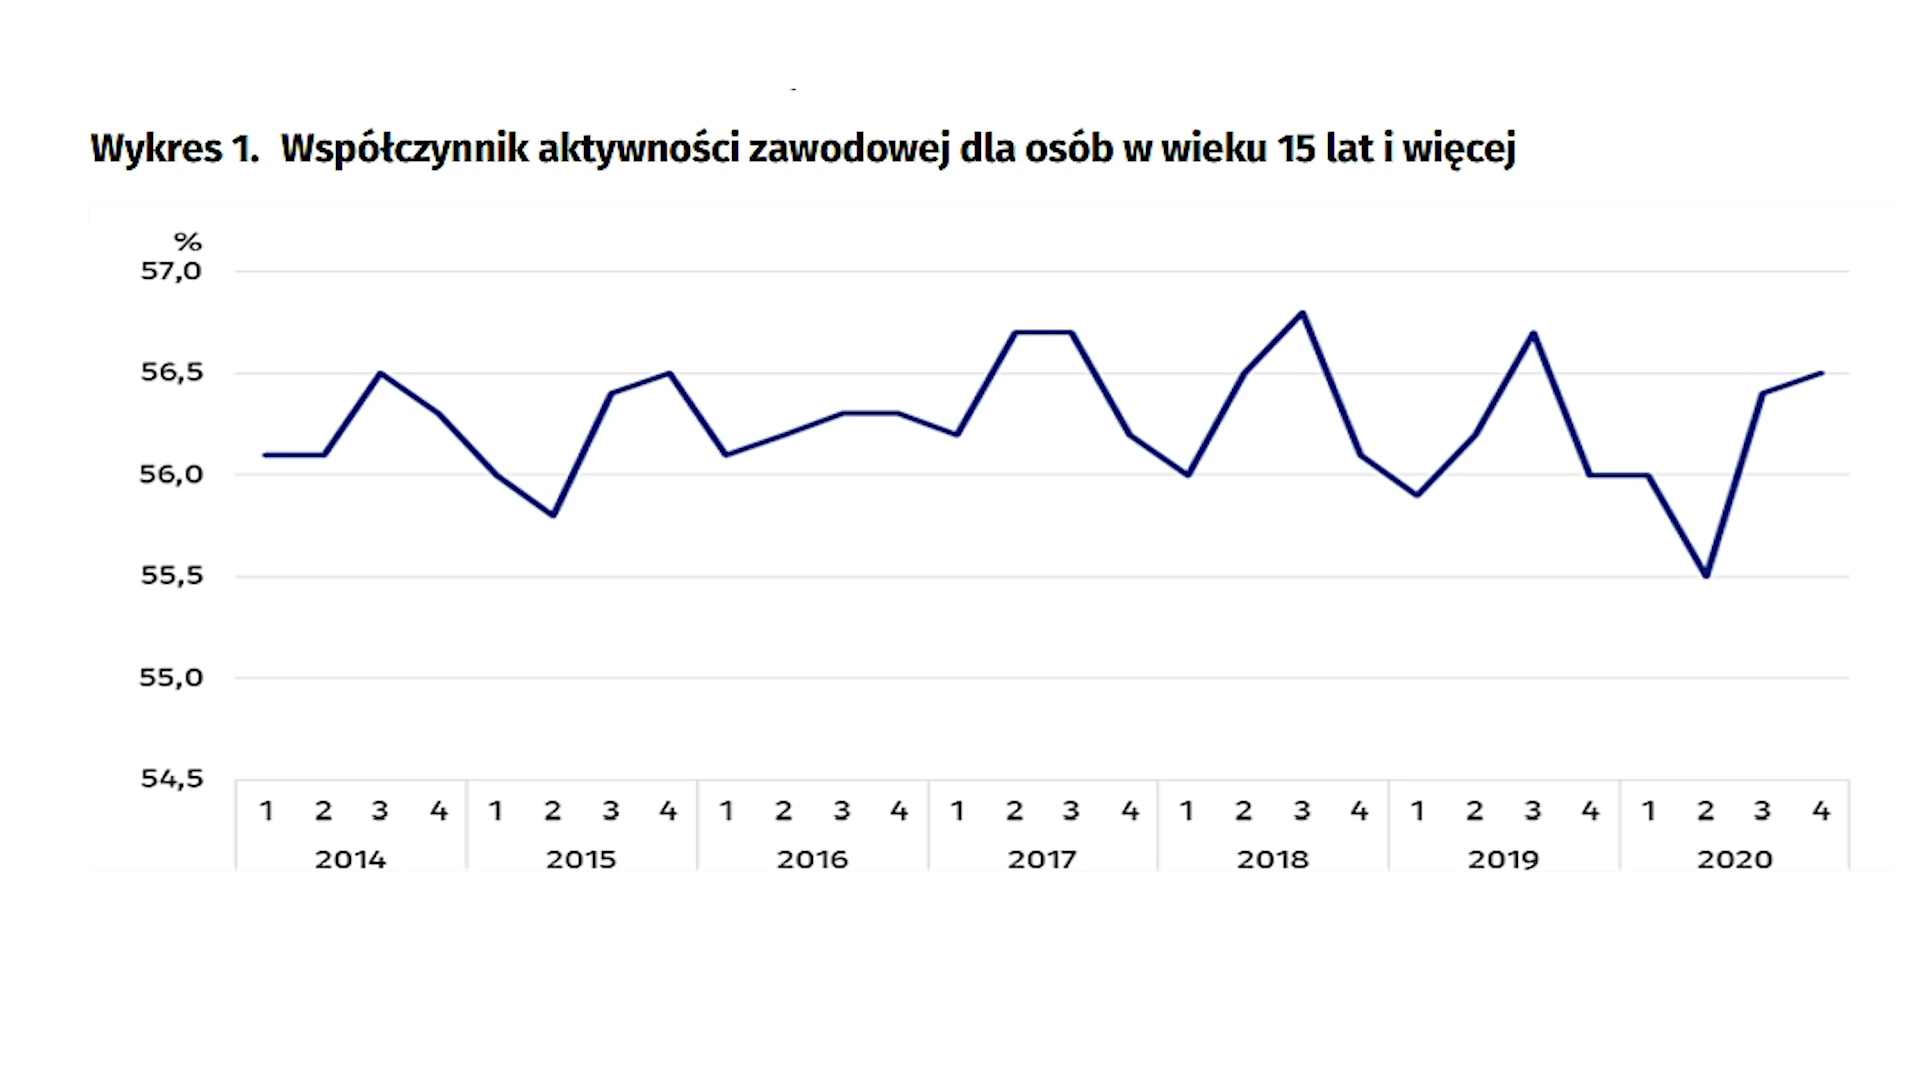 Wykres 1. Współczynnik aktywności zawodowej dla osób w wieku 15 lat i więcej
%
57,0
56,5
56,0
55,5
55,0
54,5
1 2 3 4 1 2 3 4 1 2 3 4 1 2 3 4 1 2 3 4 1 2 3 4 1 2 3 4
2014 2015 2016 2017 2018 2019 2020